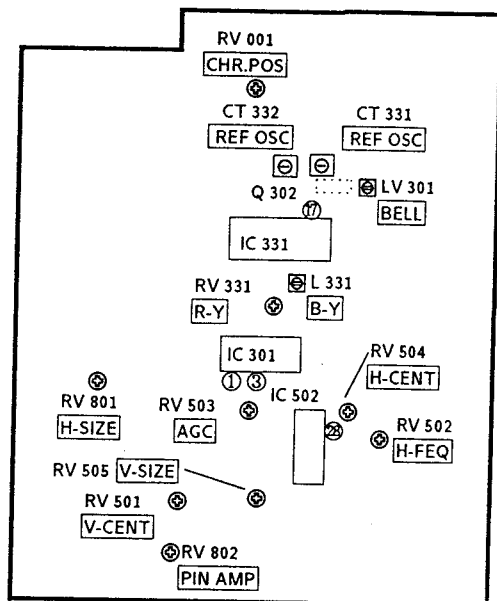 RV 001
CHR.POS
CT 332
REF OSC
CT 331
REF OSC
Q 302
LV 301
BELL
17
IC 331
L 331
B-Y
RV 331
R-Y
IC 301
1
3
IC 502
RV 504
H-CENT
RV 801
H-SIZE
RV 503
AGC
28
RV 502
H-FEQ
RV 505 V-SIZE
RV 501
V-CENT
RV 802
PIN AMP